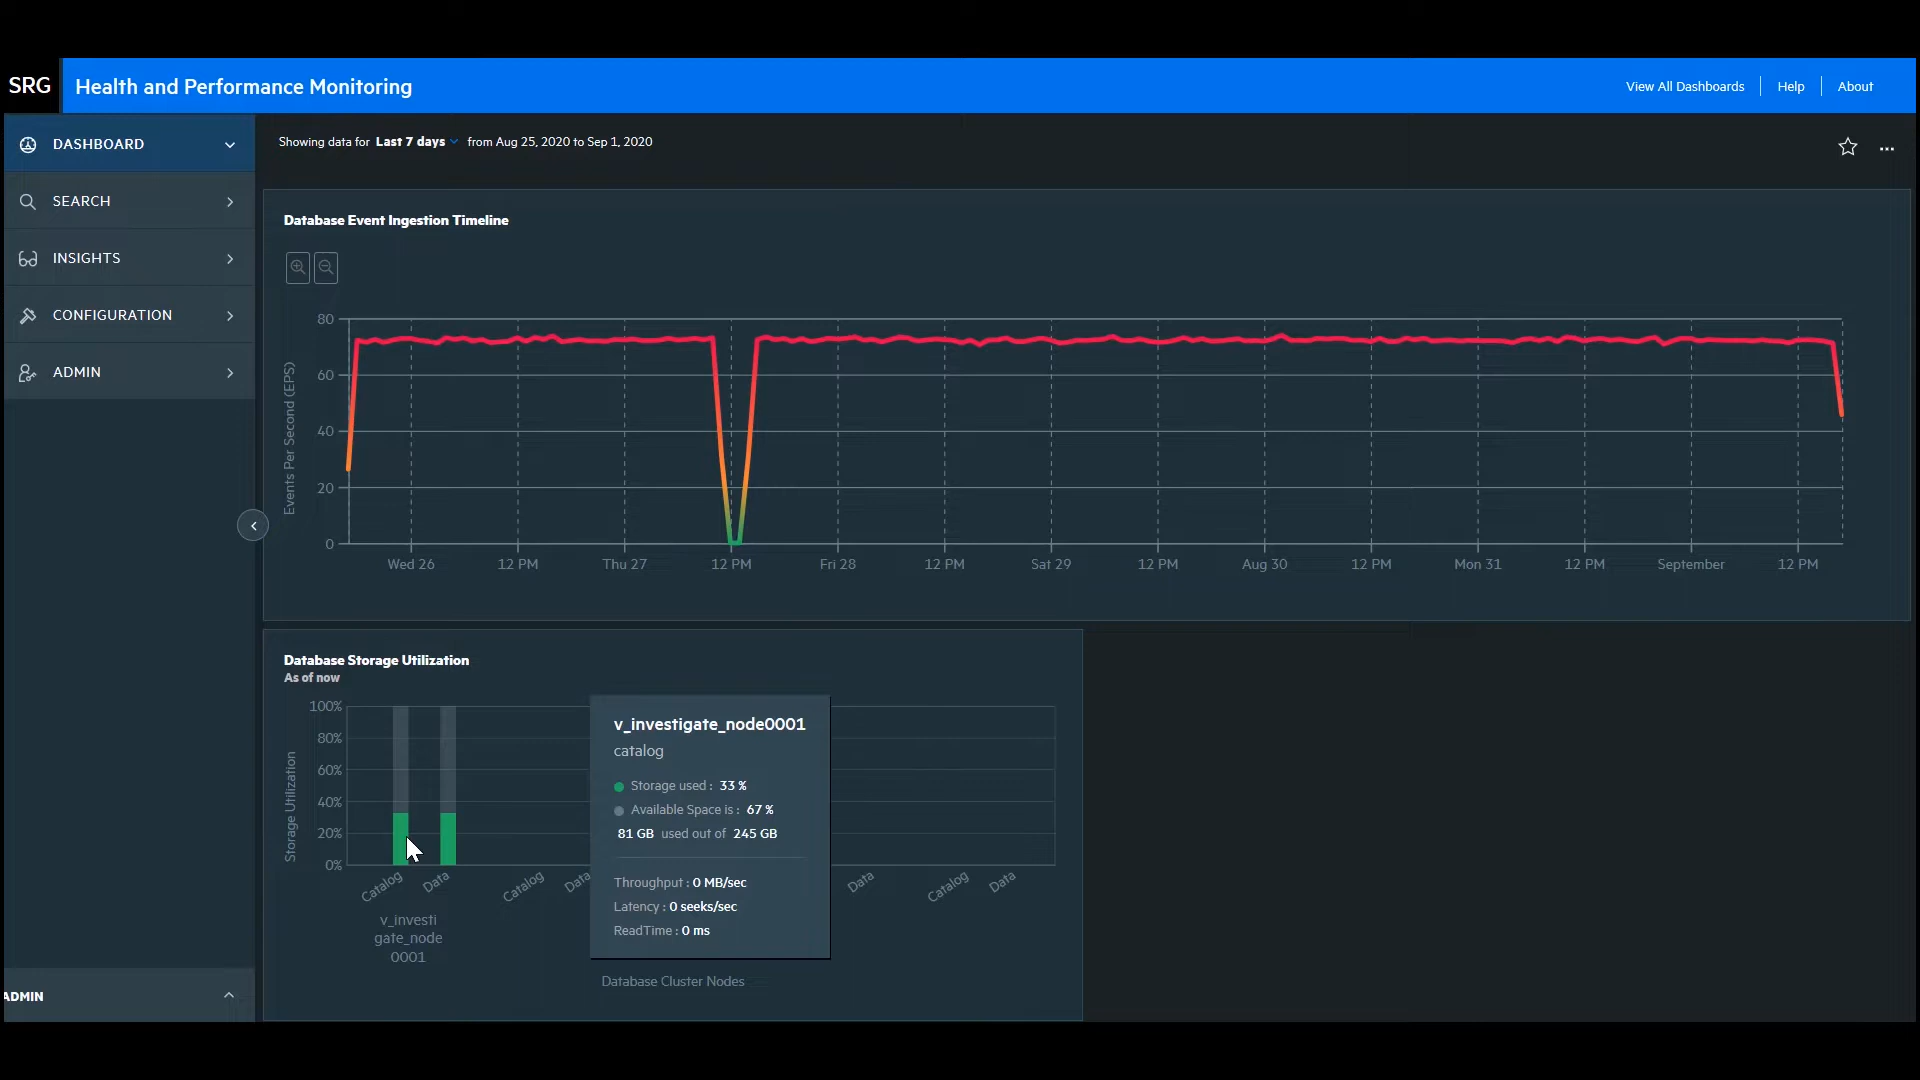 SRG
Health and Performance Monitoring
View All Dashboards
Help
About
DASHBOARD
SEARCH
INSIGHTS
CONFIGURATION
ADMIN
Showing data for Last 7 days from Aug 25, 2020 to Sep 1, 2020
Database Event Ingestion Timeline
Events Per Second (EPS)
80
60
40
20
0
Wed 26
12 PM
Thu 27
12 PM
Fri 28
12 PM
Sat 29
12 PM
Aug 30
12 PM
Mon 31
12 PM
September
12 PM
Database Storage Utilization
As of now
Storage Utilization
100%
80%
60%
40%
20%
0%
Catalog
Data
Catalog
Data
Data
Catalog
Data
v_investi
gate_node
0001
v_investigate_node0001
catalog
Storage used : 33 %
Available Space is : 67 %
81 GB used out of 245 GB
Throughput : 0 MB/sec
Latency : 0 seeks/sec
ReadTime : 0 ms
Database Cluster Nodes
ADMIN